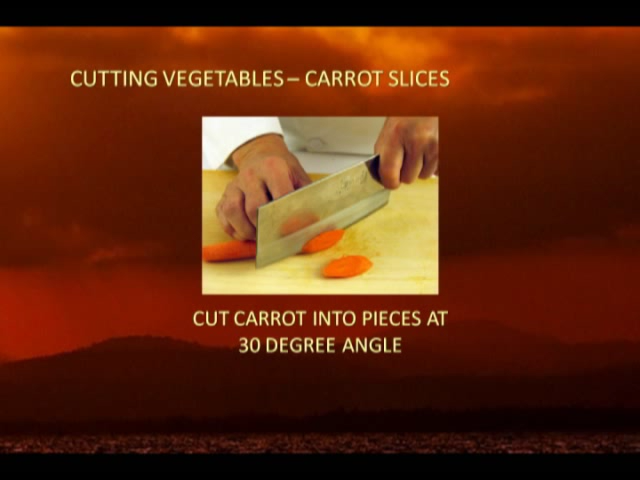 CUTTING VEGETABLES – CARROT SLICES
CUT CARROT INTO PIECES AT
30 DEGREE ANGLE